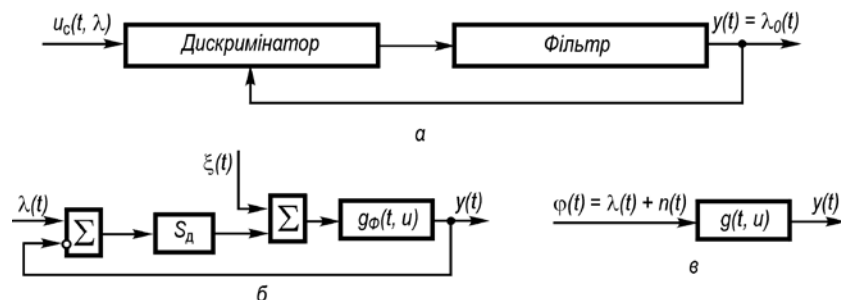 u_c(t, λ)
Дискримінатор
Фільтр
y(t) = λ_0(t)
а
ξ(t)
λ(t)
Σ
S_д
Σ
g_Ф(t, u)
y(t)
б
φ(t) = λ(t) + n(t)
g(t, u)
y(t)
в